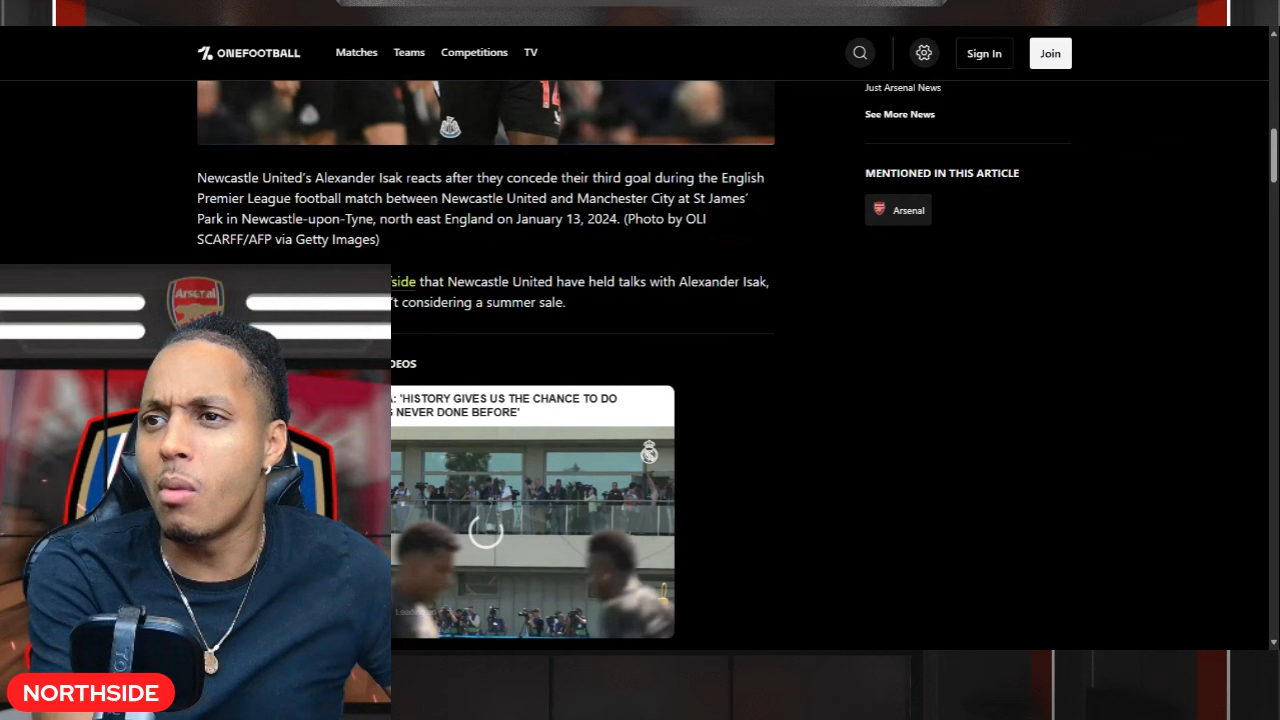 ONEFOOTBALL
Matches
Teams
Competitions
TV
Sign In
Join
Just Arsenal News
See More News
MENTIONED IN THIS ARTICLE
Arsenal
Newcastle United’s Alexander Isak reacts after they concede their third goal during the English
Premier League football match between Newcastle United and Manchester City at St James’
Park in Newcastle-upon-Tyne, north east England on January 13, 2024. (Photo by OLI
SCARFF/AFP via Getty Images)
that Newcastle United have held talks with Alexander Isak,
considering a summer sale.
'HISTORY GIVES US THE CHANCE TO DO
NEVER DONE BEFORE'
Arsenal
NORTHSIDE